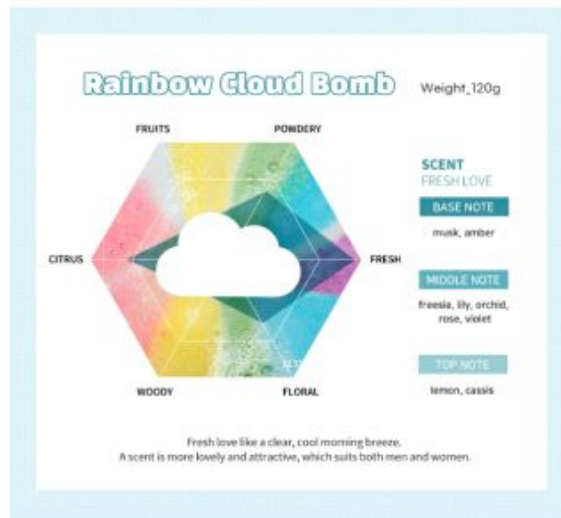 Rainbow Cloud Bomb
Weight_120g
FRUITS
POWDERY
CITRUS
FRESH
WOODY
FLORAL
SCENT
FRESH LOVE
BASE NOTE
musk, amber
MIDDLE NOTE
freesia, lily, orchid,
rose, violet
TOP NOTE
lemon, cassis
Fresh love like a clear, cool morning breeze.
A scent is more lovely and attractive, which suits both men and women.